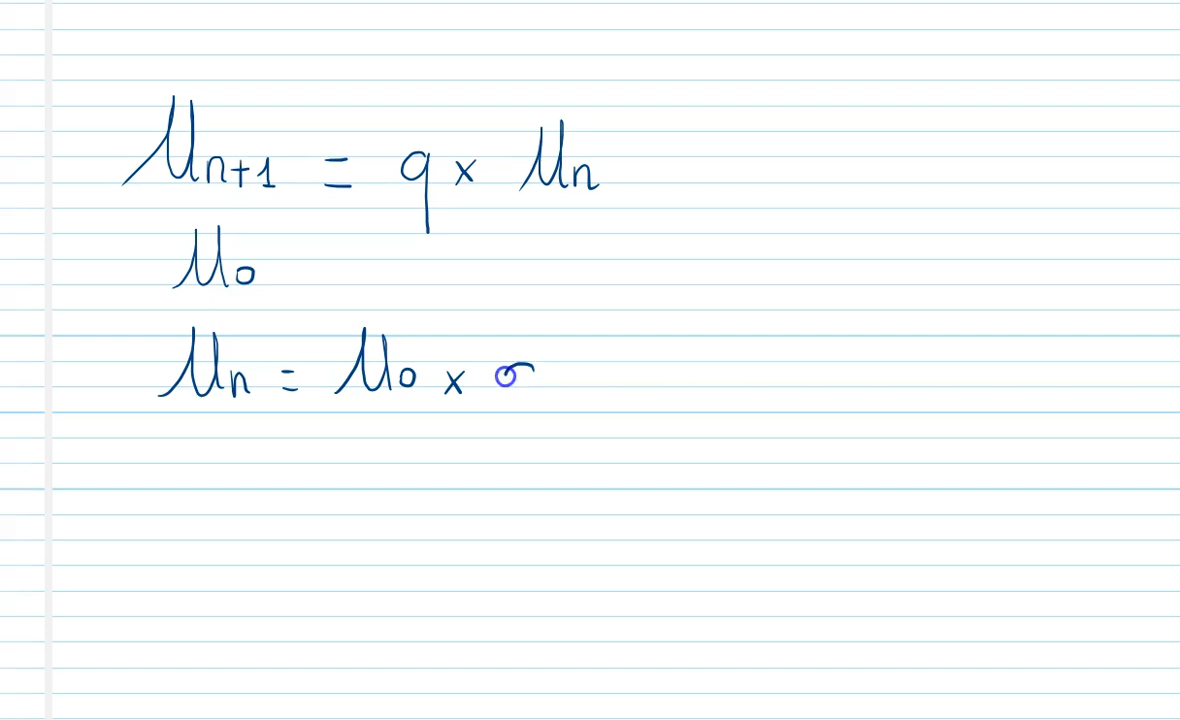 Un+1 = q × Un
U0
Un = U0 ×